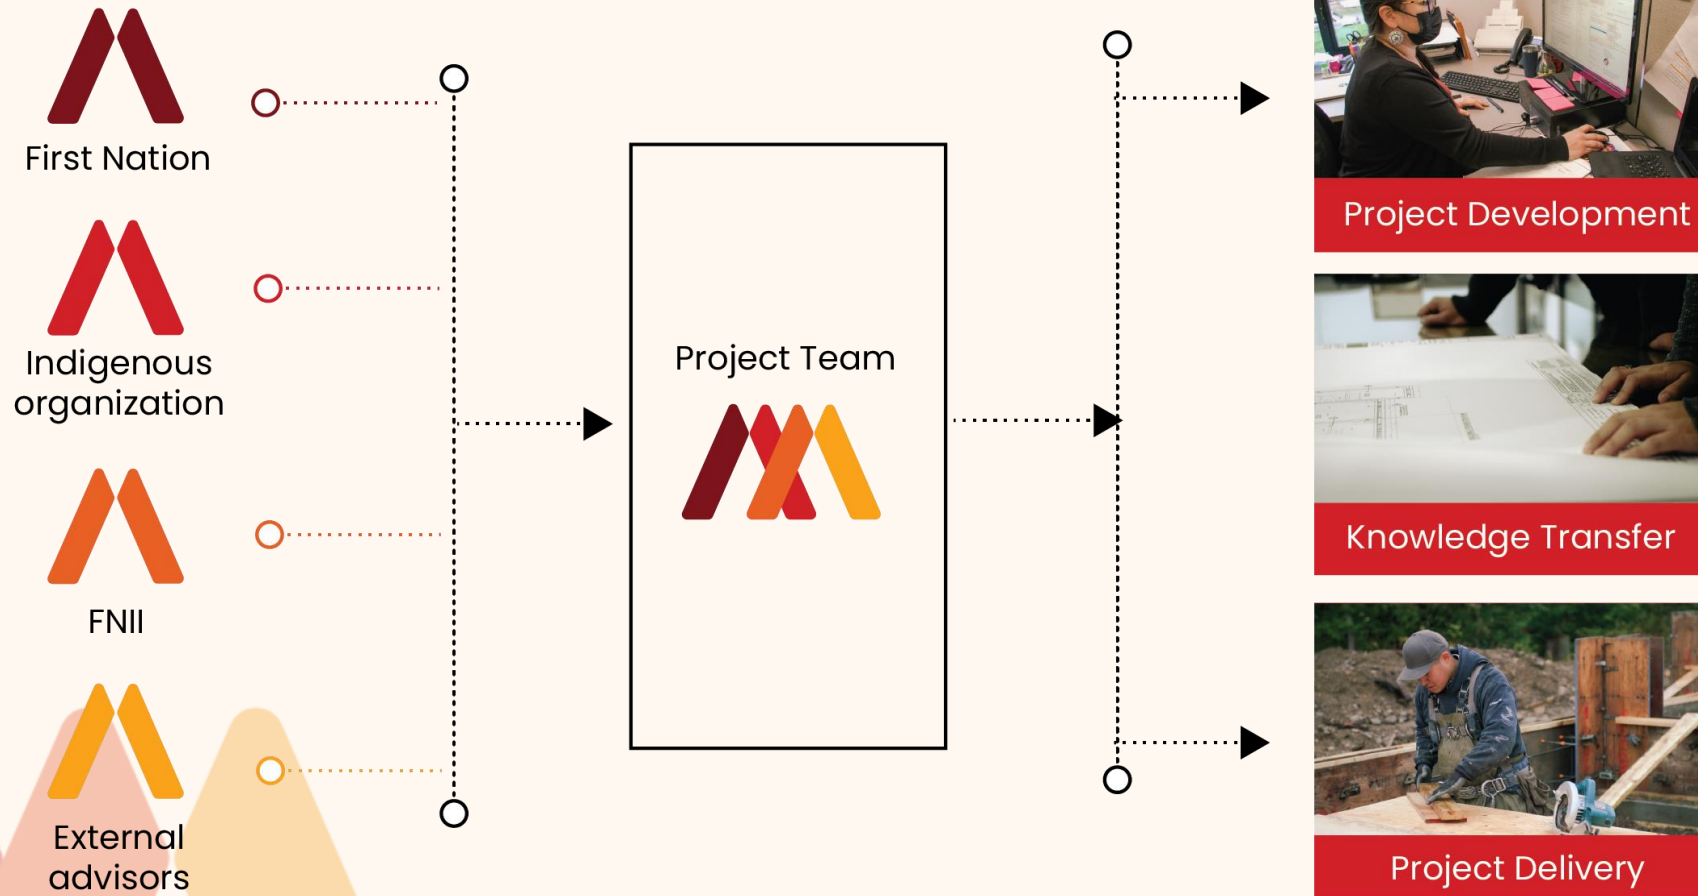 First Nation
Indigenous
organization
FNII
External
advisors
Project Team
Project Development
Knowledge Transfer
Project Delivery